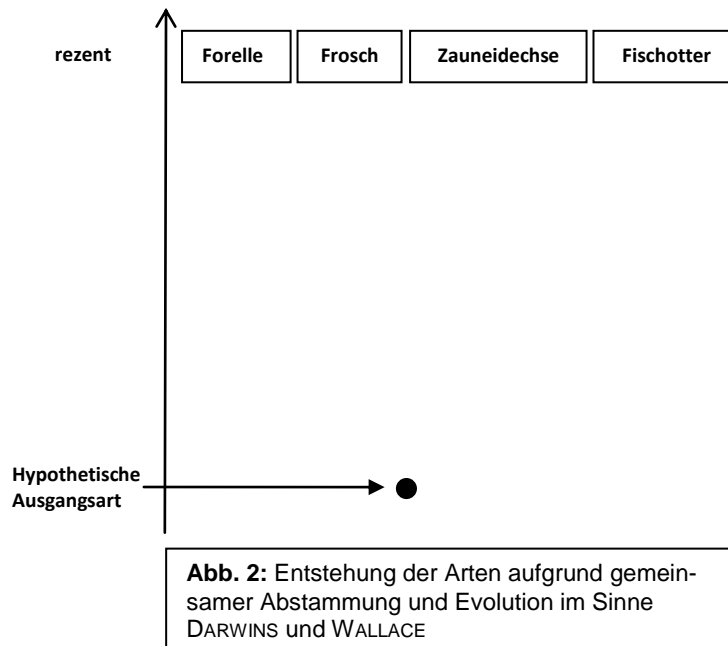 rezent Forelle Frosch Zauneidechse Fischotter
Hypothetische
Ausgangsart
Abb. 2: Entstehung der Arten aufgrund gemein-
samer Abstammung und Evolution im Sinne
DARWINS und WALLACE